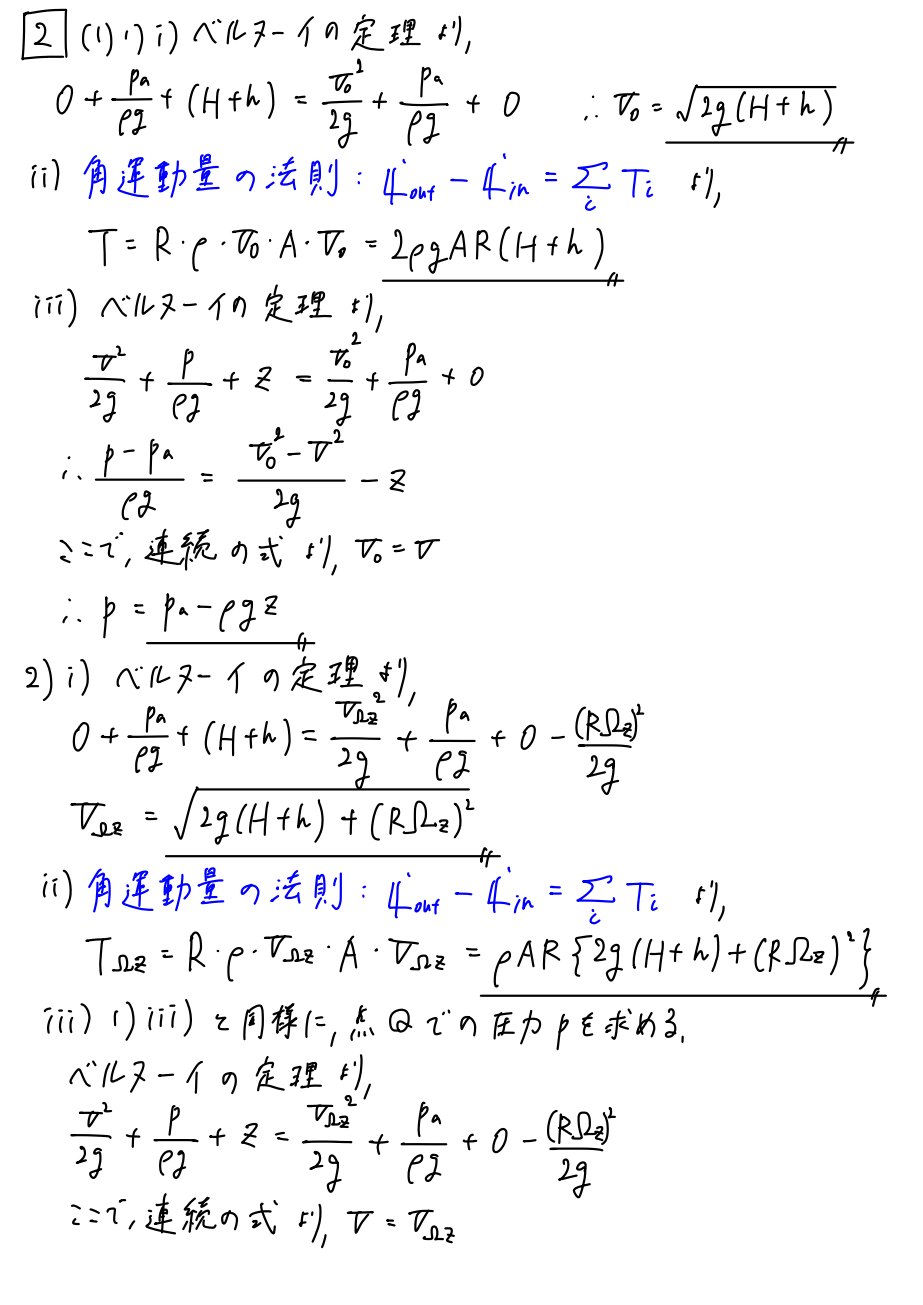 2 (1) 1) i) ベルヌーイの定理より,
0 + pa/ρg + (H+h) = v₀²/2g + pa/ρg + 0 ∴ v₀ = √(2g(H+h))
ii) 角運動量の法則: L̇out − L̇in = Σi Ti より,
T = R・ρ・v₀・A・v₀ = 2ρgAR(H+h)
iii) ベルヌーイの定理より,
v²/2g + p/ρg + z = v₀²/2g + pa/ρg + 0
∴ (p − pa)/ρg = (v₀² − v²)/2g − z
ここで, 連続の式より, v₀ = v
∴ p = pa − ρgz
2) i) ベルヌーイの定理より,
0 + pa/ρg + (H+h) = vΩz²/2g + pa/ρg + 0 − (RΩz)²/2g
vΩz = √(2g(H+h) + (RΩz)²)
ii) 角運動量の法則: L̇out − L̇in = Σi Ti より,
TΩz = R・ρ・vΩz・A・vΩz = ρAR{2g(H+h) + (RΩz)²}
iii) 1) iii) と同様に, 点Qでの圧力pを求める.
ベルヌーイの定理より,
v²/2g + p/ρg + z = vΩz²/2g + pa/ρg + 0 − (RΩz)²/2g
ここで, 連続の式より, v = vΩz